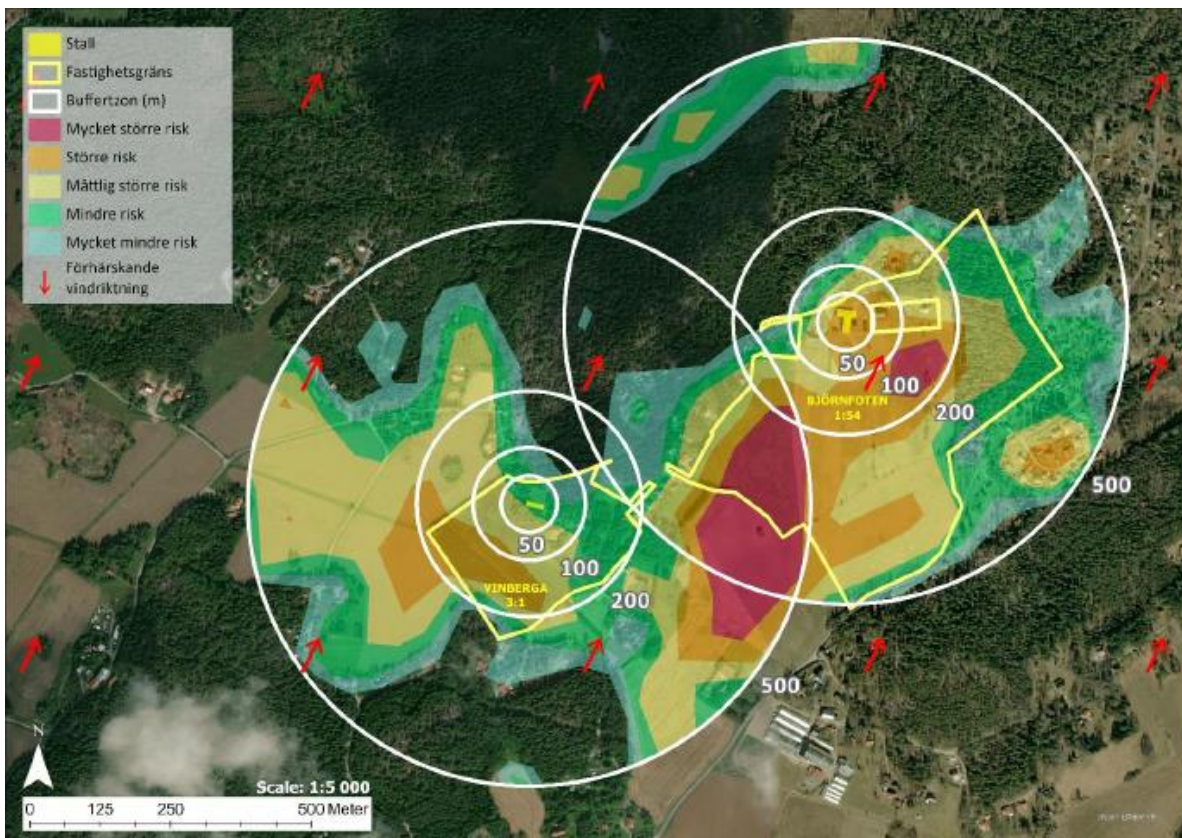 Stall
Fastighetsgräns
Buffertzon (m)
Mycket större risk
Större risk
Måttlig större risk
Mindre risk
Mycket mindre risk
Förhärskande
vindriktning
50
100
BJÖRNFOTEN
1:54
200
500
50
100
VINBERGA
3:1
200
500
N
Scale: 1:5 000
0 125 250 500 Meter